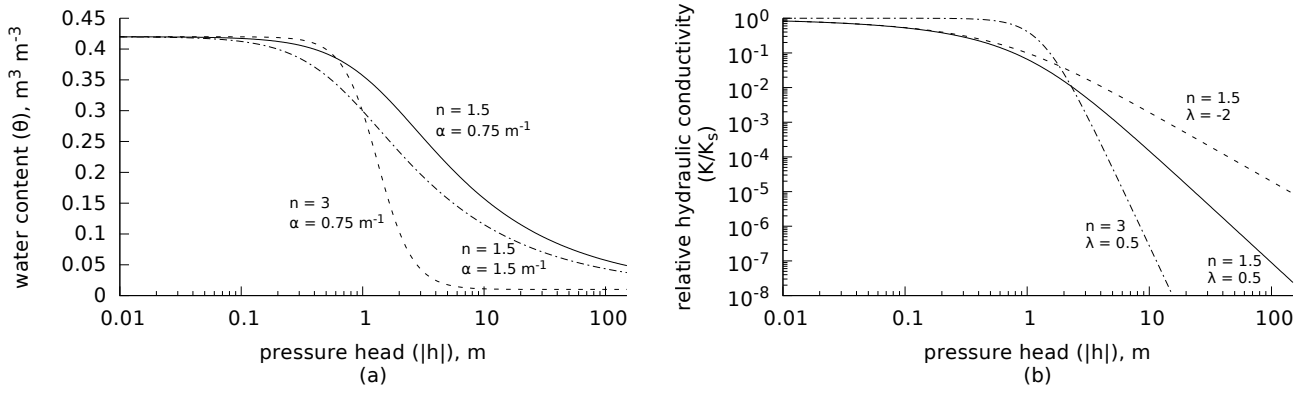 0.45
0.4
0.35
0.3
0.25
0.2
0.15
0.1
0.05
0
water content (θ), m³ m⁻³
n = 1.5
α = 0.75 m⁻¹
n = 3
α = 0.75 m⁻¹
n = 1.5
α = 1.5 m⁻¹
0.01
0.1
1
10
100
pressure head (|h|), m
(a)
10⁰
10⁻¹
10⁻²
10⁻³
10⁻⁴
10⁻⁵
10⁻⁶
10⁻⁷
10⁻⁸
relative hydraulic conductivity
(K/Kₛ)
n = 1.5
λ = -2
n = 3
λ = 0.5
n = 1.5
λ = 0.5
0.01
0.1
1
10
100
pressure head (|h|), m
(b)